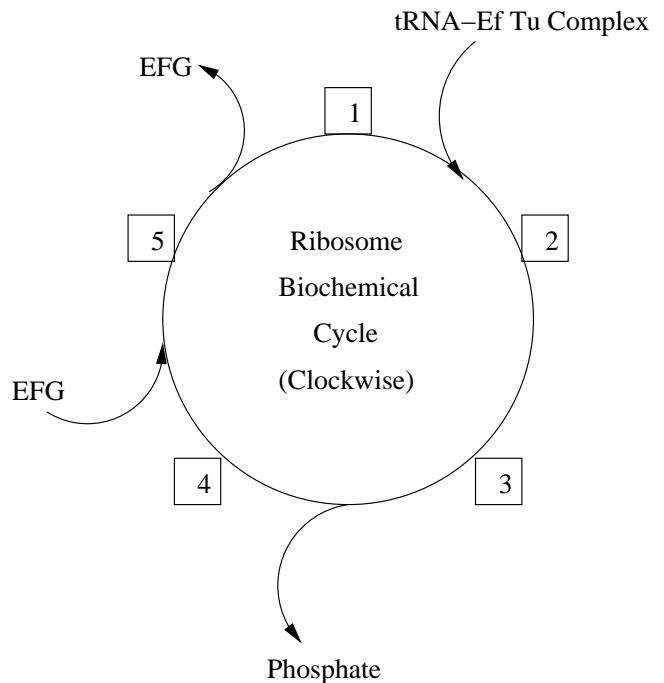 tRNA–Ef Tu Complex
EFG
1
5
2
Ribosome
Biochemical
Cycle
(Clockwise)
EFG
4
3
Phosphate